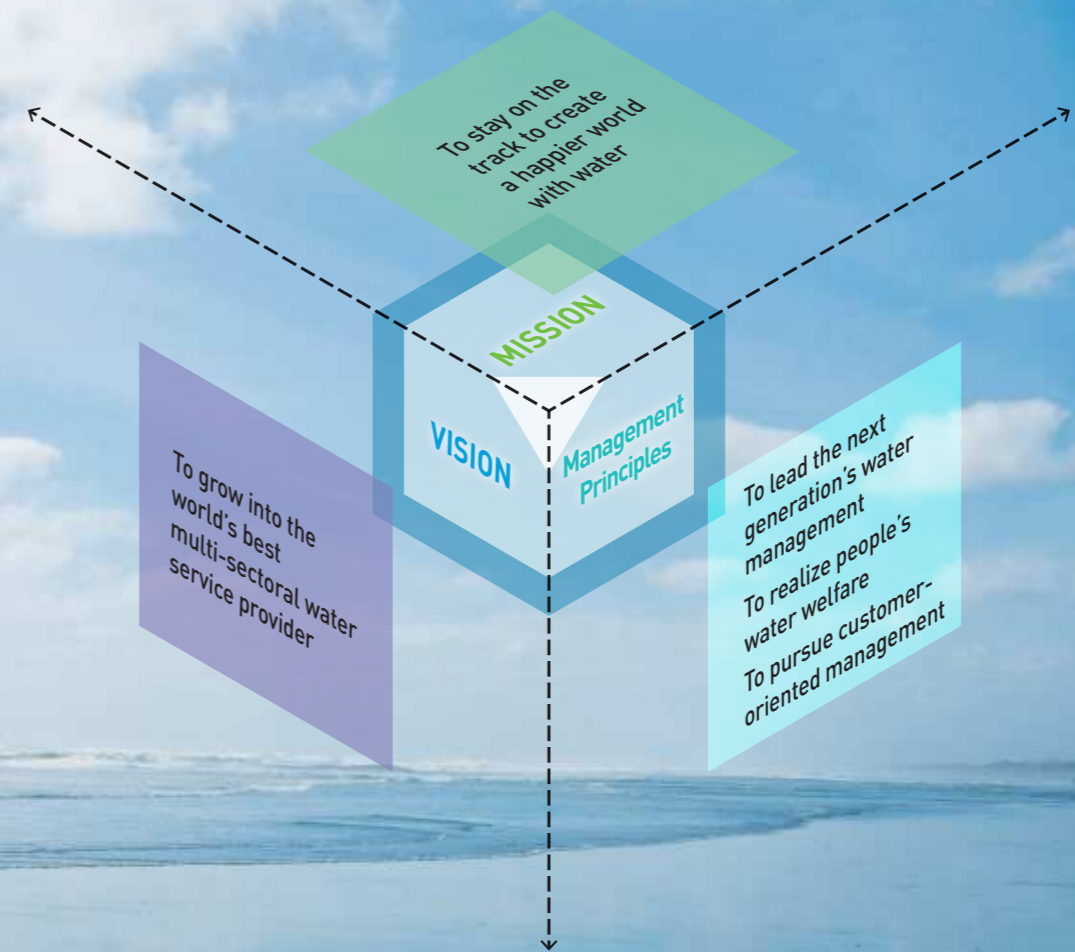 To stay on the
track to create
a happier world
with water
MISSION
VISION
Management
Principles
To grow into the
world's best
multi-sectoral water
service provider
To lead the next
generation's water
management
To realize people's
water welfare
To pursue customer-
oriented management